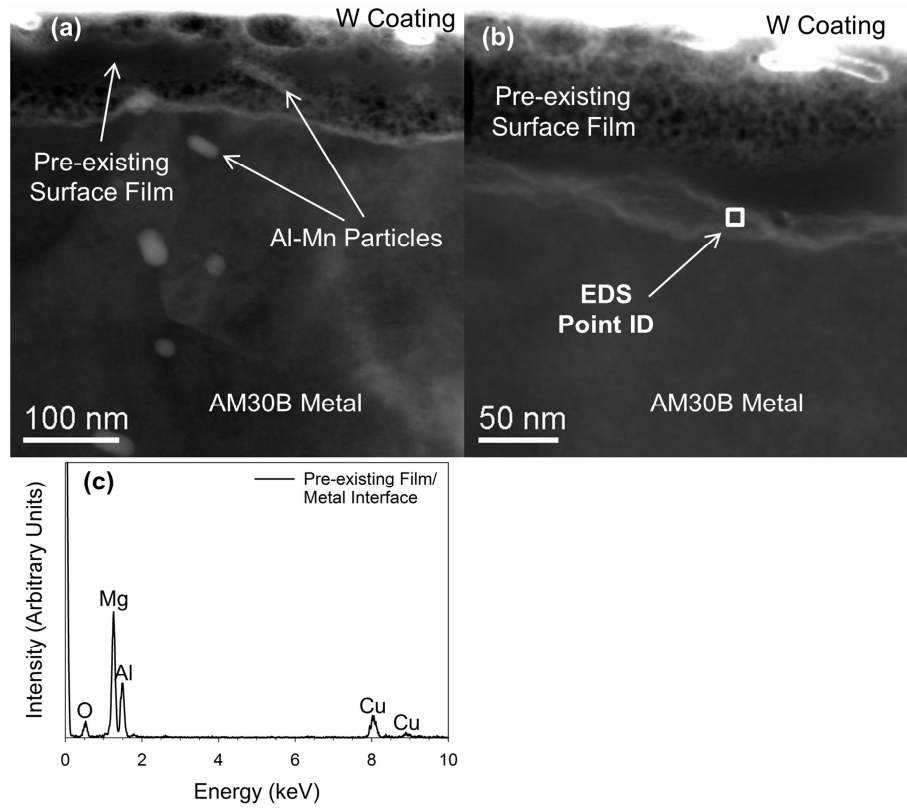 (a)
W Coating
Pre-existing
Surface Film
Al-Mn Particles
AM30B Metal
100 nm
(b)
W Coating
Pre-existing
Surface Film
EDS
Point ID
AM30B Metal
50 nm
(c)
Pre-existing Film/
Metal Interface
Intensity (Arbitrary Units)
Mg
Al
O
Cu
Cu
0 2 4 6 8 10
Energy (keV)